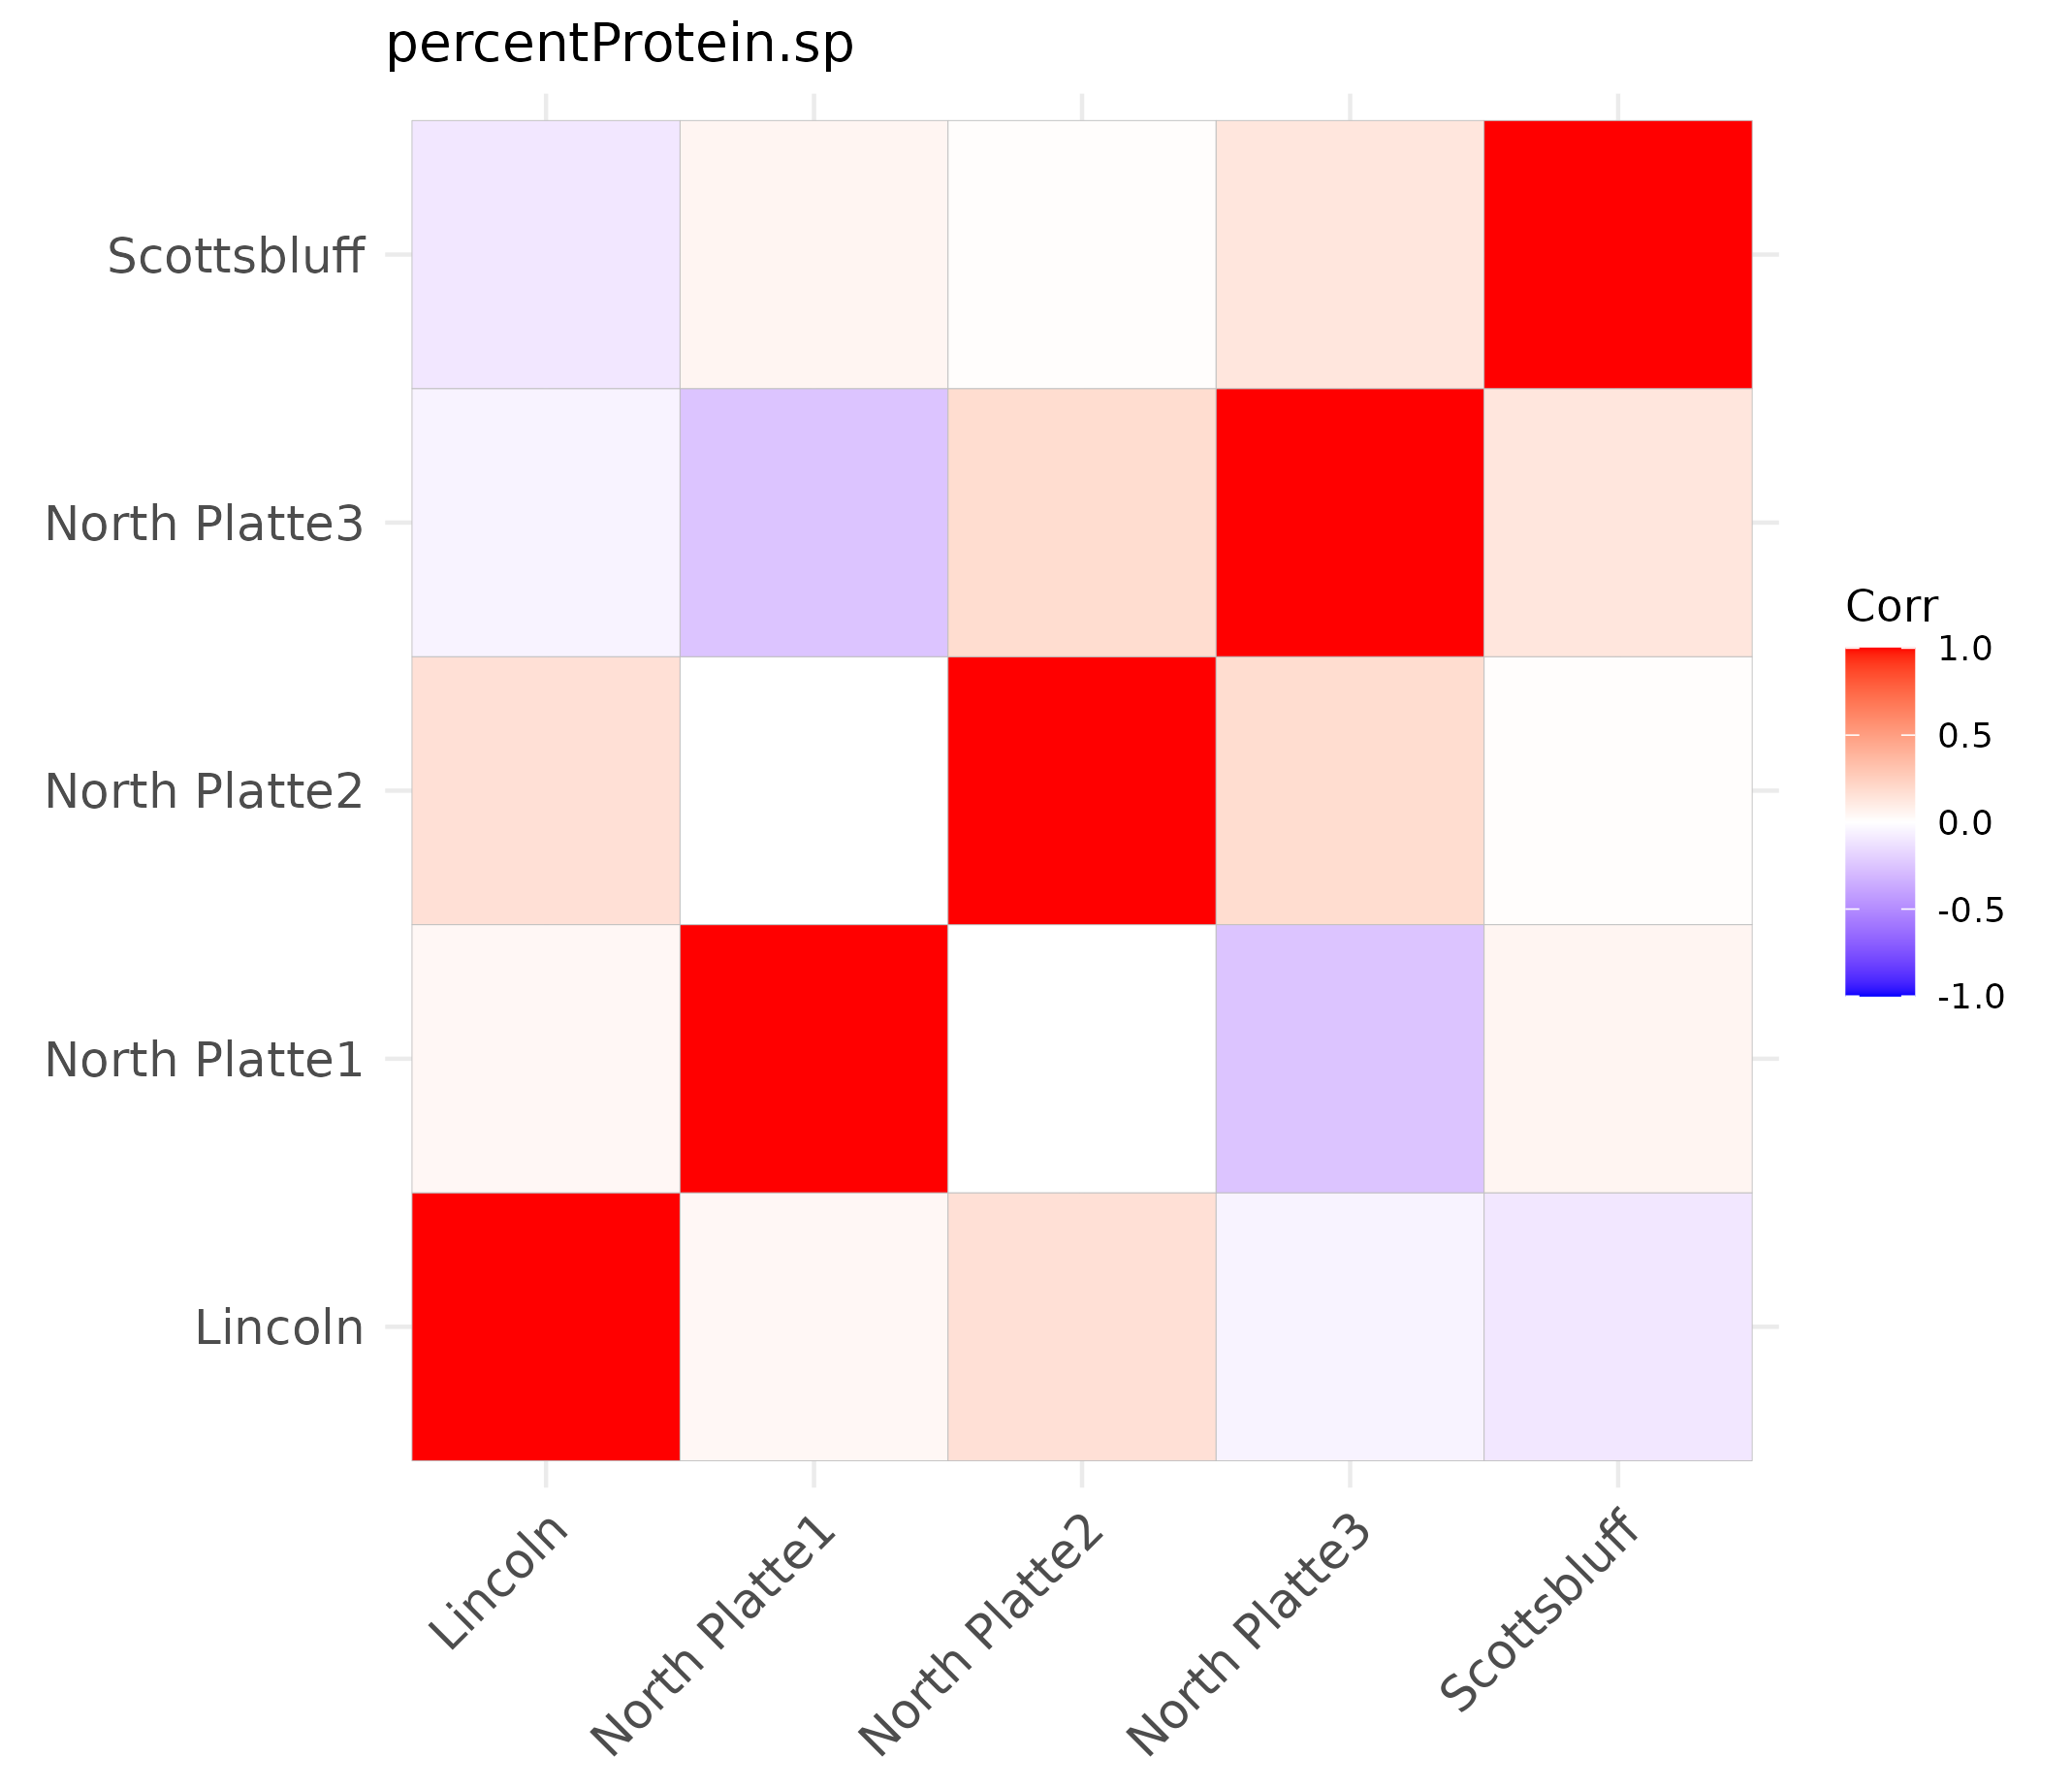 percentProtein.sp
Scottsbluff
North Platte3
North Platte2
North Platte1
Lincoln
Lincoln
North Platte1
North Platte2
North Platte3
Scottsbluff
Corr
1.0
0.5
0.0
-0.5
-1.0